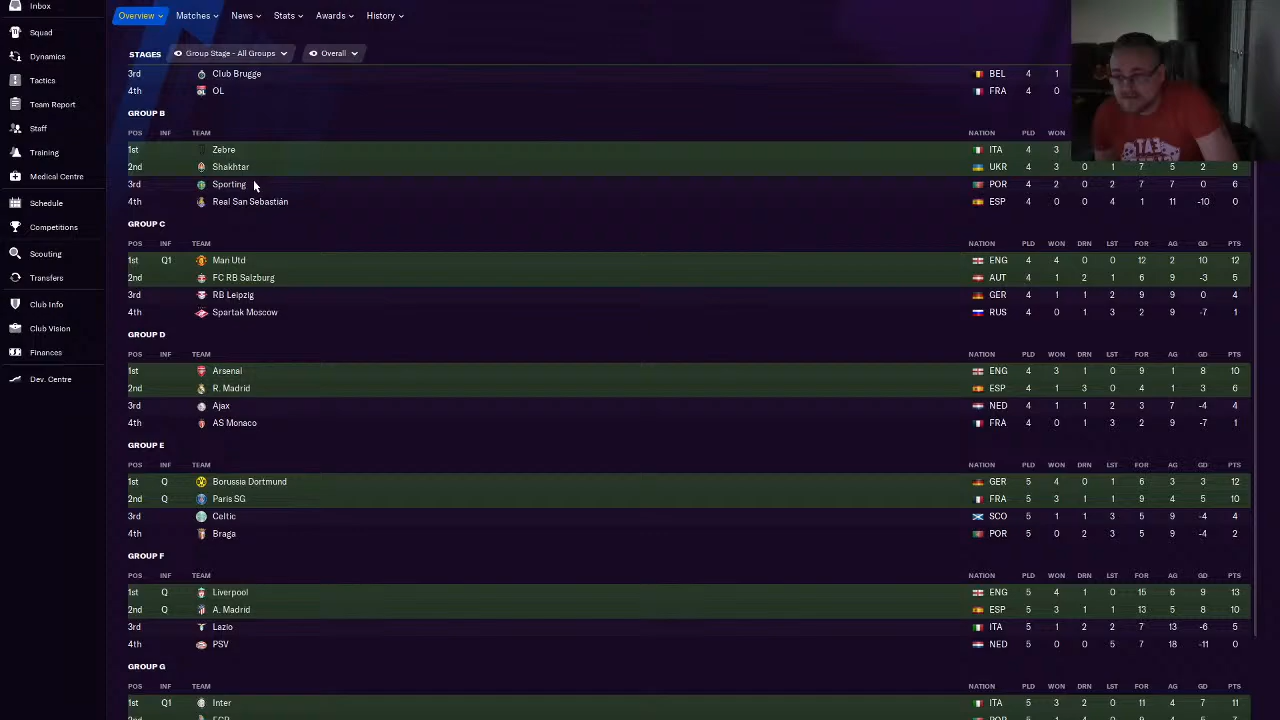 Inbox
Overview Matches News Stats Awards History
Squad
STAGES Group Stage - All Groups Overall
Dynamics
3rd Club Brugge BEL 4 1
Tactics
4th OL FRA 4 0
Team Report
GROUP B
Staff
POS INF TEAM NATION PLD WON
Training
1st Zebre ITA 4 3
2nd Shakhtar UKR 4 3 0 1 7 5 2 9
Medical Centre
3rd Sporting POR 4 2 0 2 7 7 0 6
Schedule
4th Real San Sebastián ESP 4 0 0 4 1 11 -10 0
Competitions
GROUP C
POS INF TEAM NATION PLD WON DRN LST FOR AG GD PTS
Scouting
1st Q1 Man Utd ENG 4 4 0 0 12 2 10 12
Transfers
2nd FC RB Salzburg AUT 4 1 2 1 6 9 -3 5
3rd RB Leipzig GER 4 1 1 2 9 9 0 4
Club Info
4th Spartak Moscow RUS 4 0 1 3 2 9 -7 1
Club Vision
GROUP D
Finances
POS INF TEAM NATION PLD WON DRN LST FOR AG GD PTS
1st Arsenal ENG 4 3 1 0 9 1 8 10
Dev. Centre
2nd R. Madrid ESP 4 1 3 0 4 1 3 6
3rd Ajax NED 4 1 1 2 3 7 -4 4
4th AS Monaco FRA 4 0 1 3 2 9 -7 1
GROUP E
POS INF TEAM NATION PLD WON DRN LST FOR AG GD PTS
1st Q Borussia Dortmund GER 5 4 0 1 6 3 3 12
2nd Q Paris SG FRA 5 3 1 1 9 4 5 10
3rd Celtic SCO 5 1 1 3 5 9 -4 4
4th Braga POR 5 0 2 3 5 9 -4 2
GROUP F
POS INF TEAM NATION PLD WON DRN LST FOR AG GD PTS
1st Q Liverpool ENG 5 4 1 0 15 6 9 13
2nd Q A. Madrid ESP 5 3 1 1 13 5 8 10
3rd Lazio ITA 5 1 2 2 7 13 -6 5
4th PSV NED 5 0 0 5 7 18 -11 0
GROUP G
POS INF TEAM NATION PLD WON DRN LST FOR AG GD PTS
1st Q1 Inter ITA 5 3 2 0 11 4 7 11